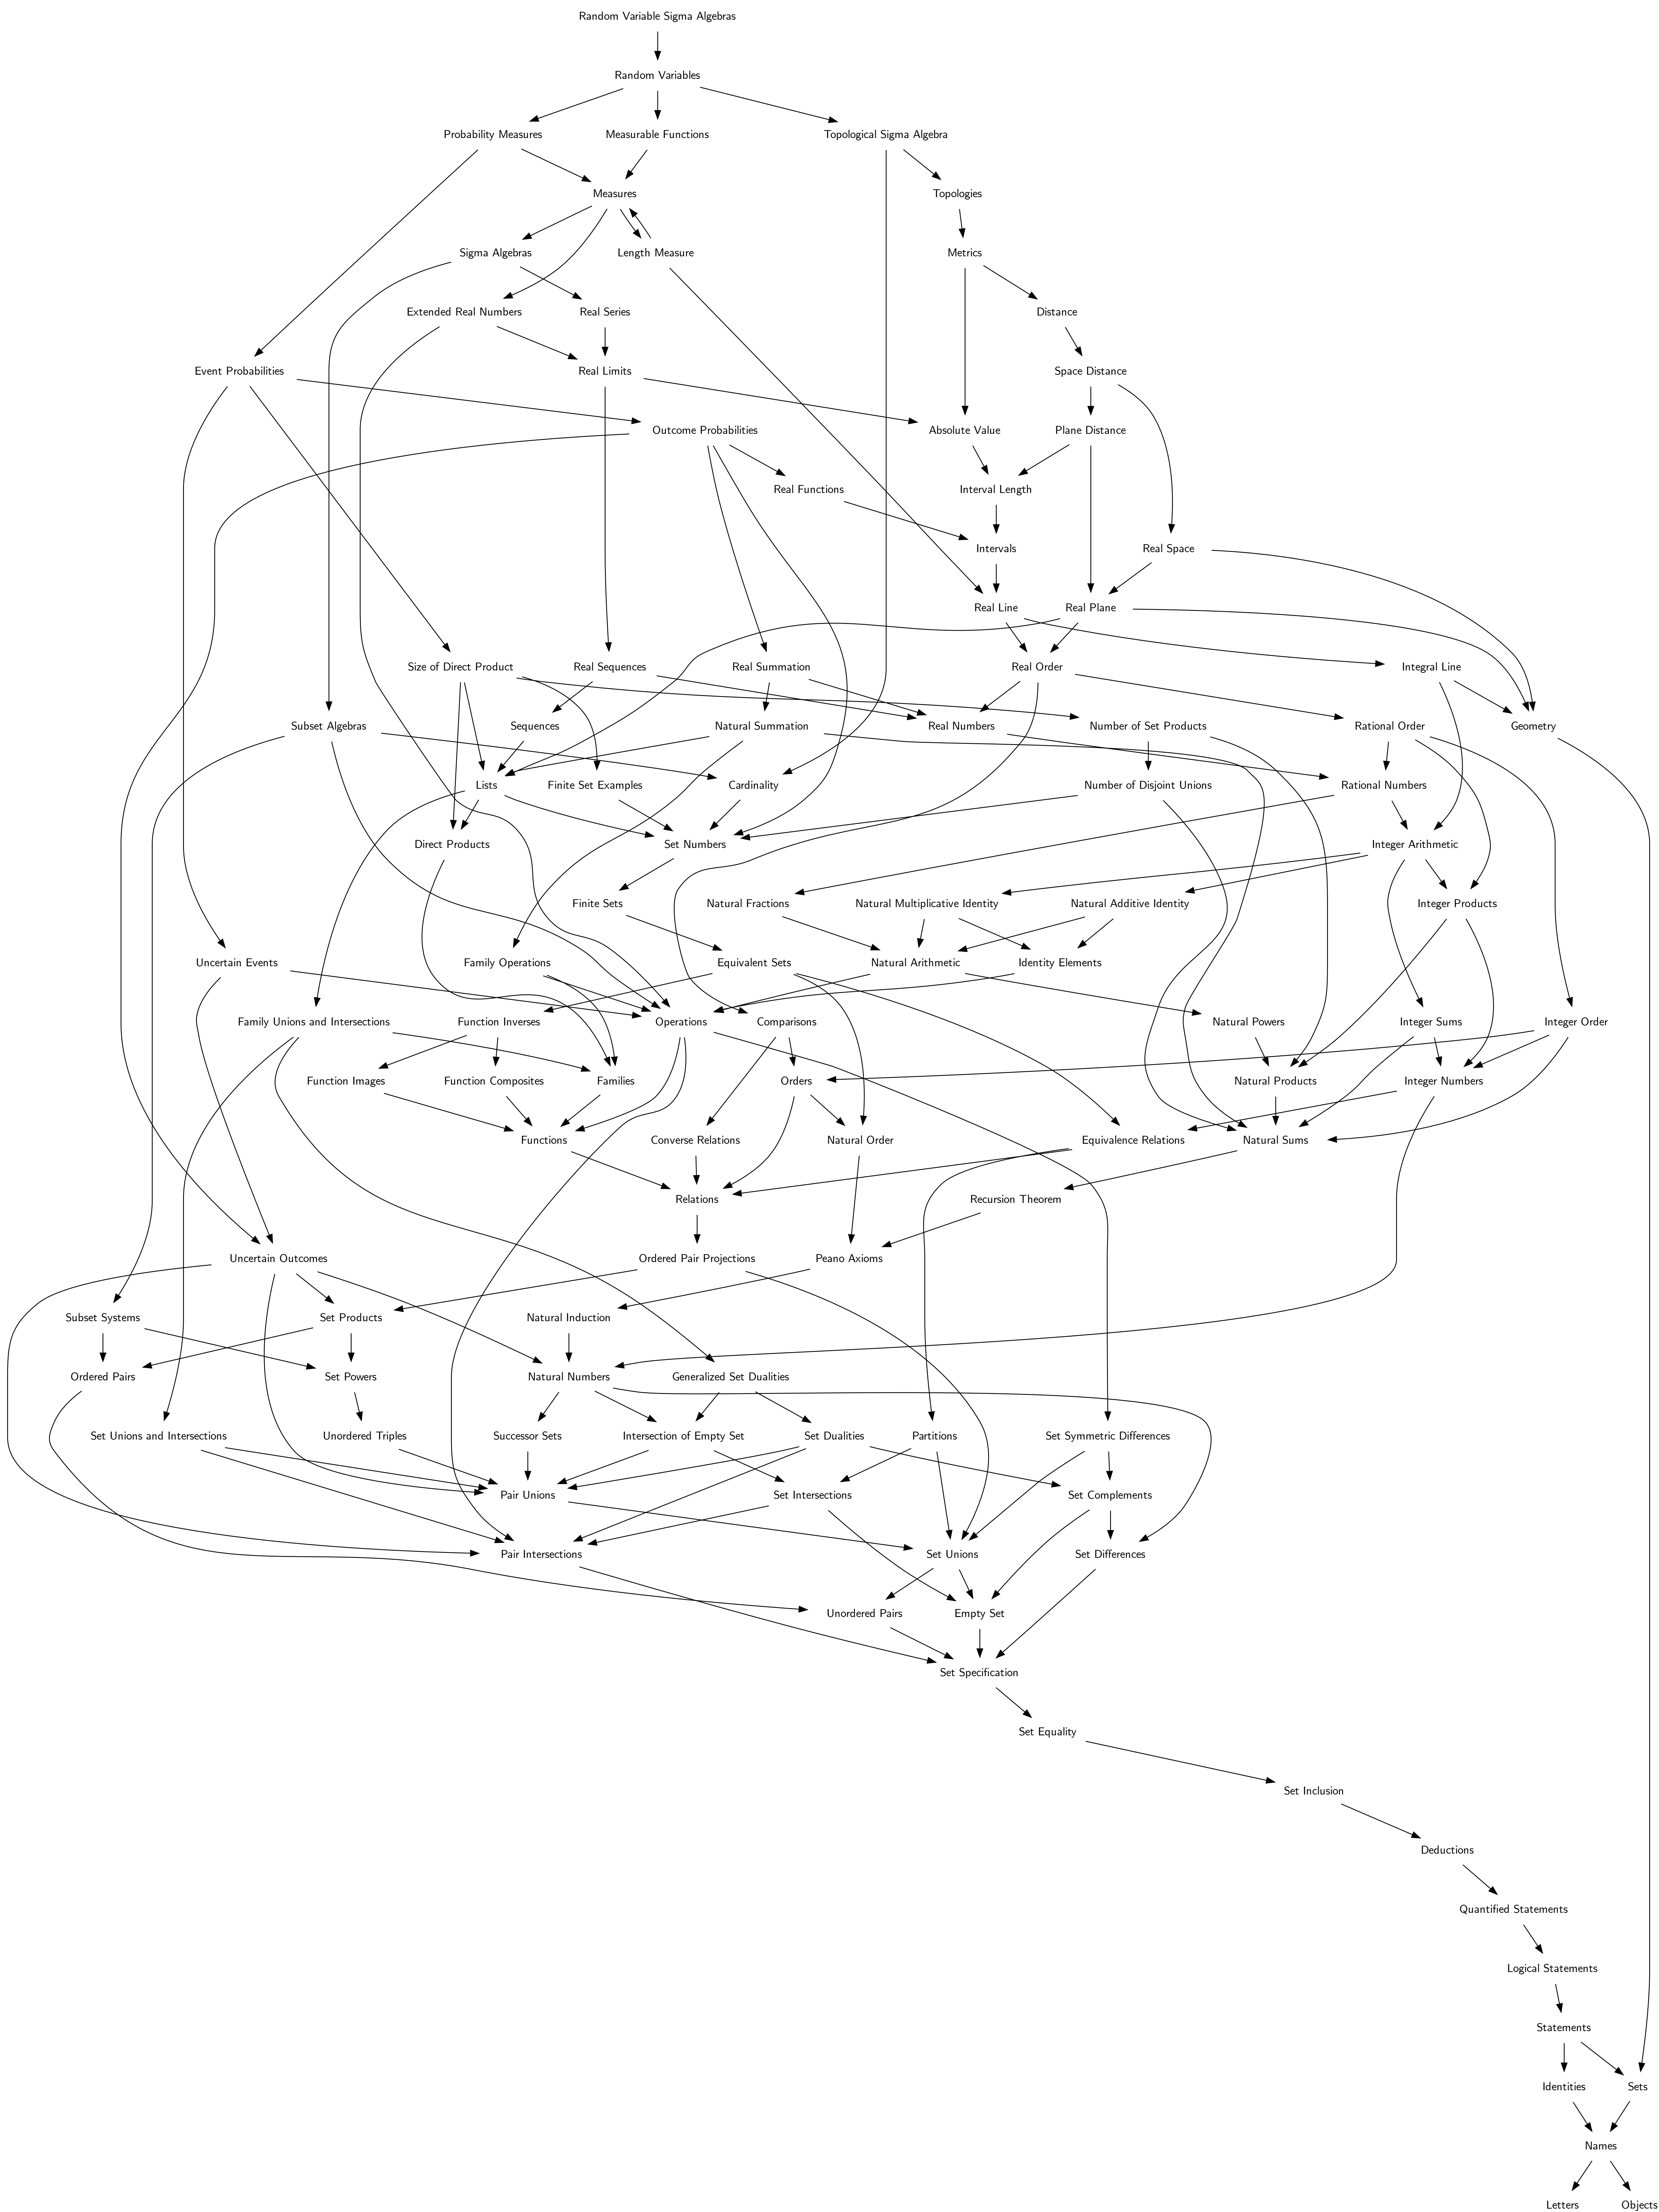 Random Variable Sigma Algebras
Random Variables
Probability Measures
Measurable Functions
Topological Sigma Algebra
Measures
Topologies
Sigma Algebras
Length Measure
Metrics
Extended Real Numbers
Real Series
Distance
Event Probabilities
Real Limits
Space Distance
Outcome Probabilities
Absolute Value
Plane Distance
Real Functions
Interval Length
Intervals
Real Space
Real Line
Real Plane
Size of Direct Product
Real Sequences
Real Summation
Real Order
Integral Line
Subset Algebras
Sequences
Natural Summation
Real Numbers
Number of Set Products
Rational Order
Geometry
Lists
Finite Set Examples
Cardinality
Number of Disjoint Unions
Rational Numbers
Direct Products
Set Numbers
Integer Arithmetic
Finite Sets
Natural Fractions
Natural Multiplicative Identity
Natural Additive Identity
Integer Products
Uncertain Events
Family Operations
Equivalent Sets
Natural Arithmetic
Identity Elements
Family Unions and Intersections
Function Inverses
Operations
Comparisons
Natural Powers
Integer Sums
Integer Order
Function Images
Function Composites
Families
Orders
Natural Products
Integer Numbers
Functions
Converse Relations
Natural Order
Equivalence Relations
Natural Sums
Relations
Recursion Theorem
Uncertain Outcomes
Ordered Pair Projections
Peano Axioms
Subset Systems
Set Products
Natural Induction
Ordered Pairs
Set Powers
Natural Numbers
Generalized Set Dualities
Set Unions and Intersections
Unordered Triples
Successor Sets
Intersection of Empty Set
Set Dualities
Partitions
Set Symmetric Differences
Pair Unions
Set Intersections
Set Complements
Pair Intersections
Set Unions
Set Differences
Unordered Pairs
Empty Set
Set Specification
Set Equality
Set Inclusion
Deductions
Quantified Statements
Logical Statements
Statements
Identities
Sets
Names
Letters
Objects